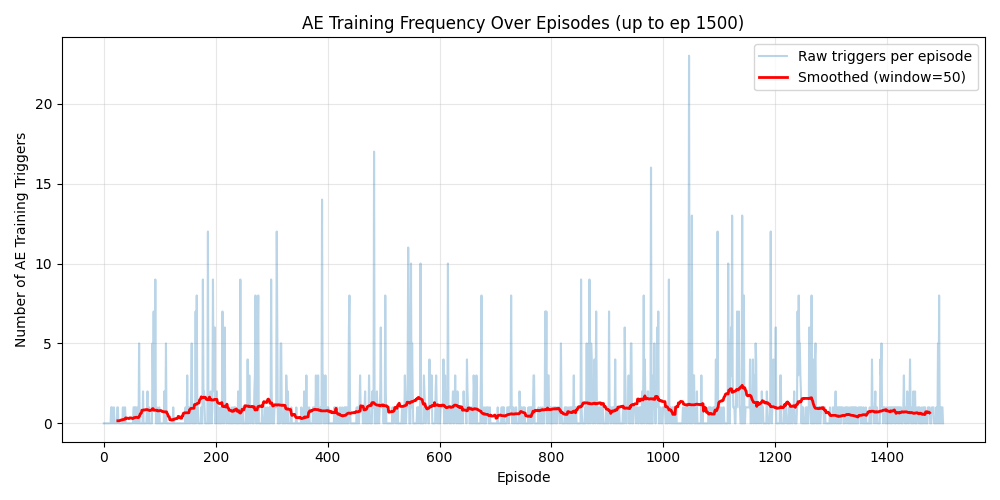 AE Training Frequency Over Episodes (up to ep 1500)
Raw triggers per episode
Smoothed (window=50)
Number of AE Training Triggers
20
15
10
5
0
0 200 400 600 800 1000 1200 1400
Episode